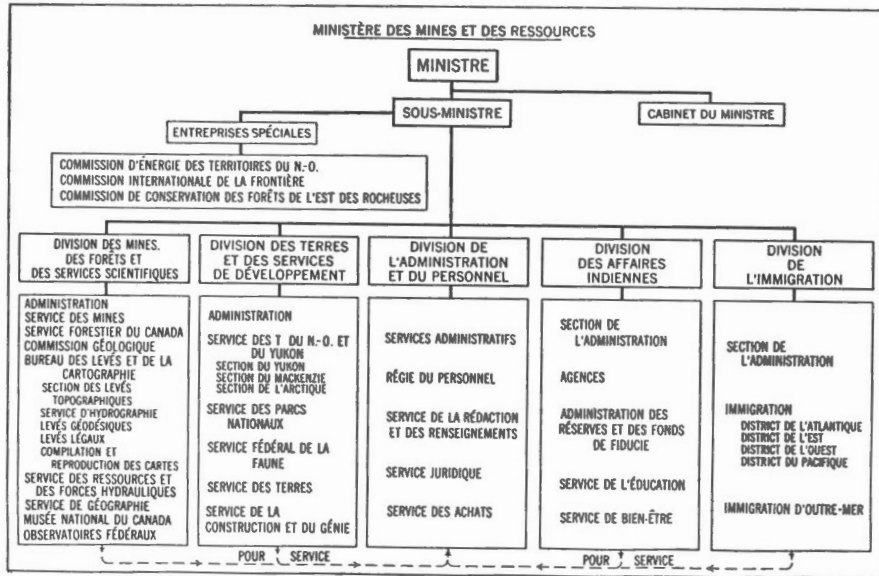 MINISTÈRE DES MINES ET DES RESSOURCES
MINISTRE
SOUS-MINISTRE
CABINET DU MINISTRE
ENTREPRISES SPÉCIALES
COMMISSION D'ÉNERGIE DES TERRITOIRES DU N.-O.
COMMISSION INTERNATIONALE DE LA FRONTIÈRE
COMMISSION DE CONSERVATION DES FORÊTS DE L'EST DES ROCHEUSES
DIVISION DES MINES.
DES FORÊTS ET
DES SERVICES SCIENTIFIQUES
ADMINISTRATION
SERVICE DES MINES
SERVICE FORESTIER DU CANADA
COMMISSION GÉOLOGIQUE
BUREAU DES LEVÉS ET DE LA
CARTOGRAPHIE
SECTION DES LEVÉS
TOPOGRAPHIQUES
SERVICE D'HYDROGRAPHIE
LEVÉS GÉODÉSIQUES
LEVÉS LÉGAUX
COMPILATION ET
REPRODUCTION DES CARTES
SERVICE DES RESSOURCES ET
DES FORCES HYDRAULIQUES
SERVICE DE GÉOGRAPHIE
MUSÉE NATIONAL DU CANADA
OBSERVATOIRES FÉDÉRAUX
DIVISION DES TERRES
ET DES SERVICES
DE DÉVELOPPEMENT
ADMINISTRATION
SERVICE DES T DU N.-O. ET
DU YUKON
SECTION DU YUKON
SECTION DU MACKENZIE
SECTION DE L'ARCTIQUE
SERVICE DES PARCS
NATIONAUX
SERVICE FÉDÉRAL DE LA
FAUNE
SERVICE DES TERRES
SERVICE DE LA
CONSTRUCTION ET DU GÉNIE
DIVISION DE
L'ADMINISTRATION
ET DU PERSONNEL
SERVICES ADMINISTRATIFS
RÉGIE DU PERSONNEL
SERVICE DE LA RÉDACTION
ET DES RENSEIGNEMENTS
SERVICE JURIDIQUE
SERVICE DES ACHATS
DIVISION
DES AFFAIRES
INDIENNES
SECTION DE
L'ADMINISTRATION
AGENCES
ADMINISTRATION DES
RÉSERVES ET DES FONDS
DE FIDUCIE
SERVICE DE L'ÉDUCATION
SERVICE DE BIEN-ÊTRE
DIVISION
DE
L'IMMIGRATION
SECTION DE
L'ADMINISTRATION
IMMIGRATION
DISTRICT DE L'ATLANTIQUE
DISTRICT DE L'EST
DISTRICT DE L'OUEST
DISTRICT DU PACIFIQUE
IMMIGRATION D'OUTRE-MER
POUR SERVICE
POUR SERVICE